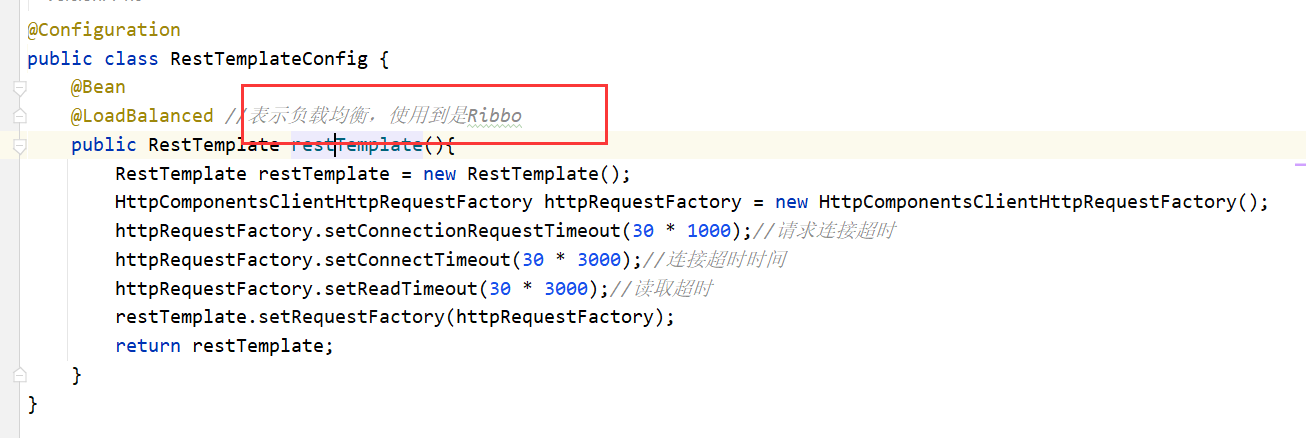 @Configuration
public class RestTemplateConfig {
@Bean
@LoadBalanced //表示负载均衡，使用到是Ribbo
public RestTemplate restTemplate(){
RestTemplate restTemplate = new RestTemplate();
HttpComponentsClientHttpRequestFactory httpRequestFactory = new HttpComponentsClientHttpRequestFactory();
httpRequestFactory.setConnectionRequestTimeout(30 * 1000);//请求连接超时
httpRequestFactory.setConnectTimeout(30 * 3000);//连接超时时间
httpRequestFactory.setReadTimeout(30 * 3000);//读取超时
restTemplate.setRequestFactory(httpRequestFactory);
return restTemplate;
}
}